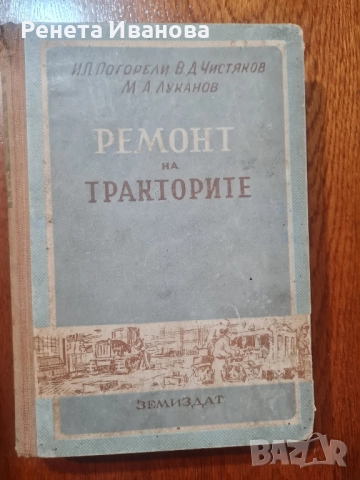 Ренета Иванова
И.П.ПОГОРЕЛИ В.Д.ЧИСТЯКОВ
М.А.ЛУКАНОВ
РЕМОНТ
НА
ТРАКТОРИТЕ
ЗЕМИЗДАТ
BAZAR